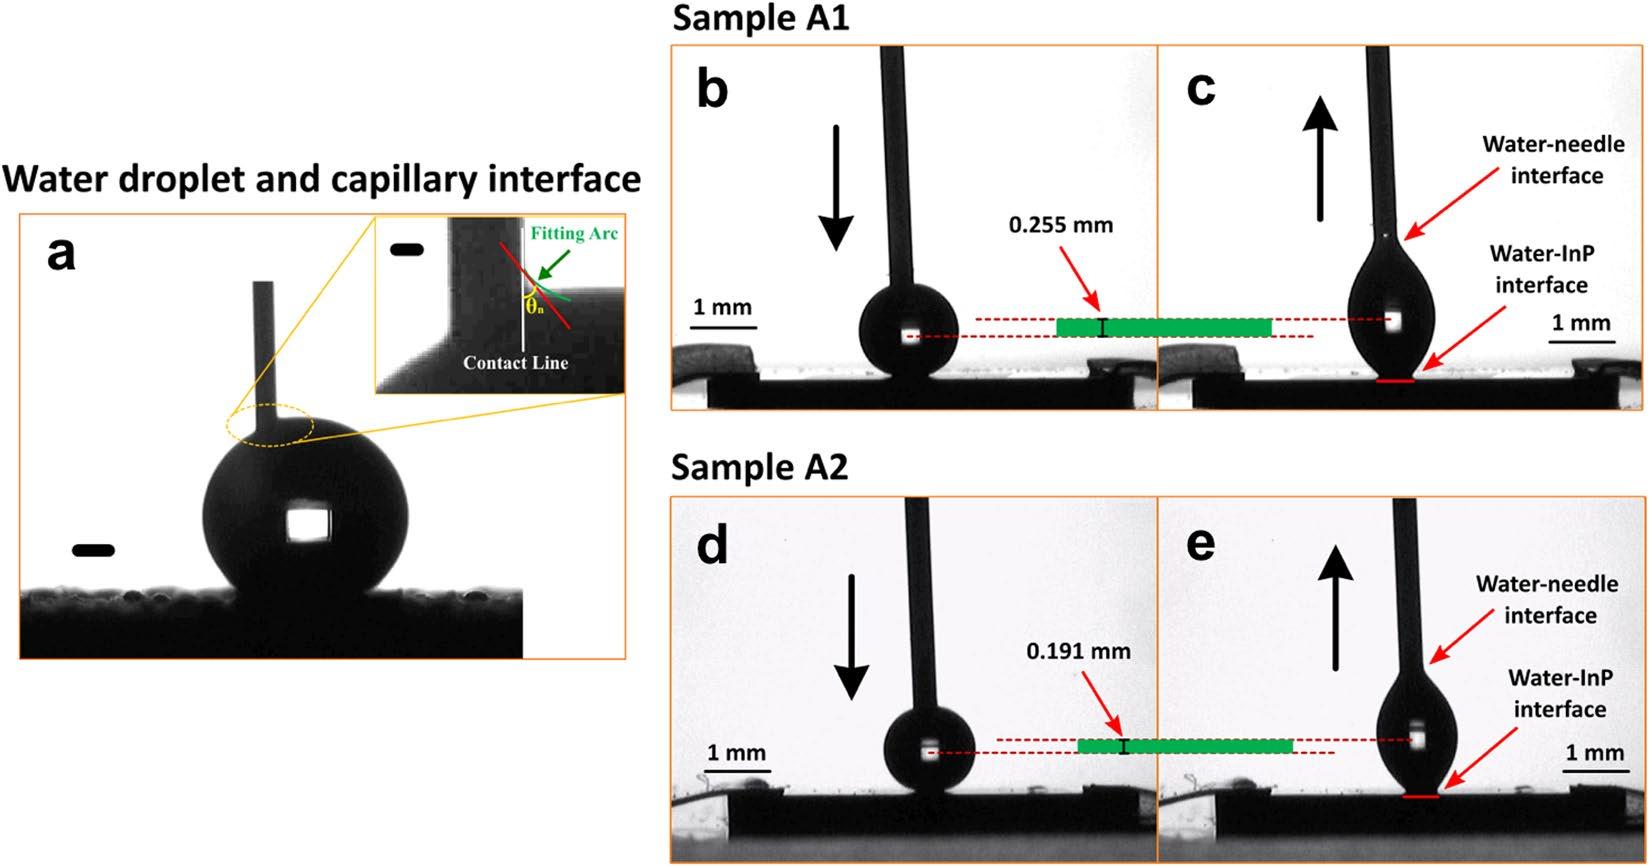 Water droplet and capillary interface
a
Fitting Arc
θn
Contact Line
Sample A1
b
1 mm
0.255 mm
c
Water-needle
interface
Water-InP
interface
1 mm
Sample A2
d
1 mm
0.191 mm
e
Water-needle
interface
Water-InP
interface
1 mm